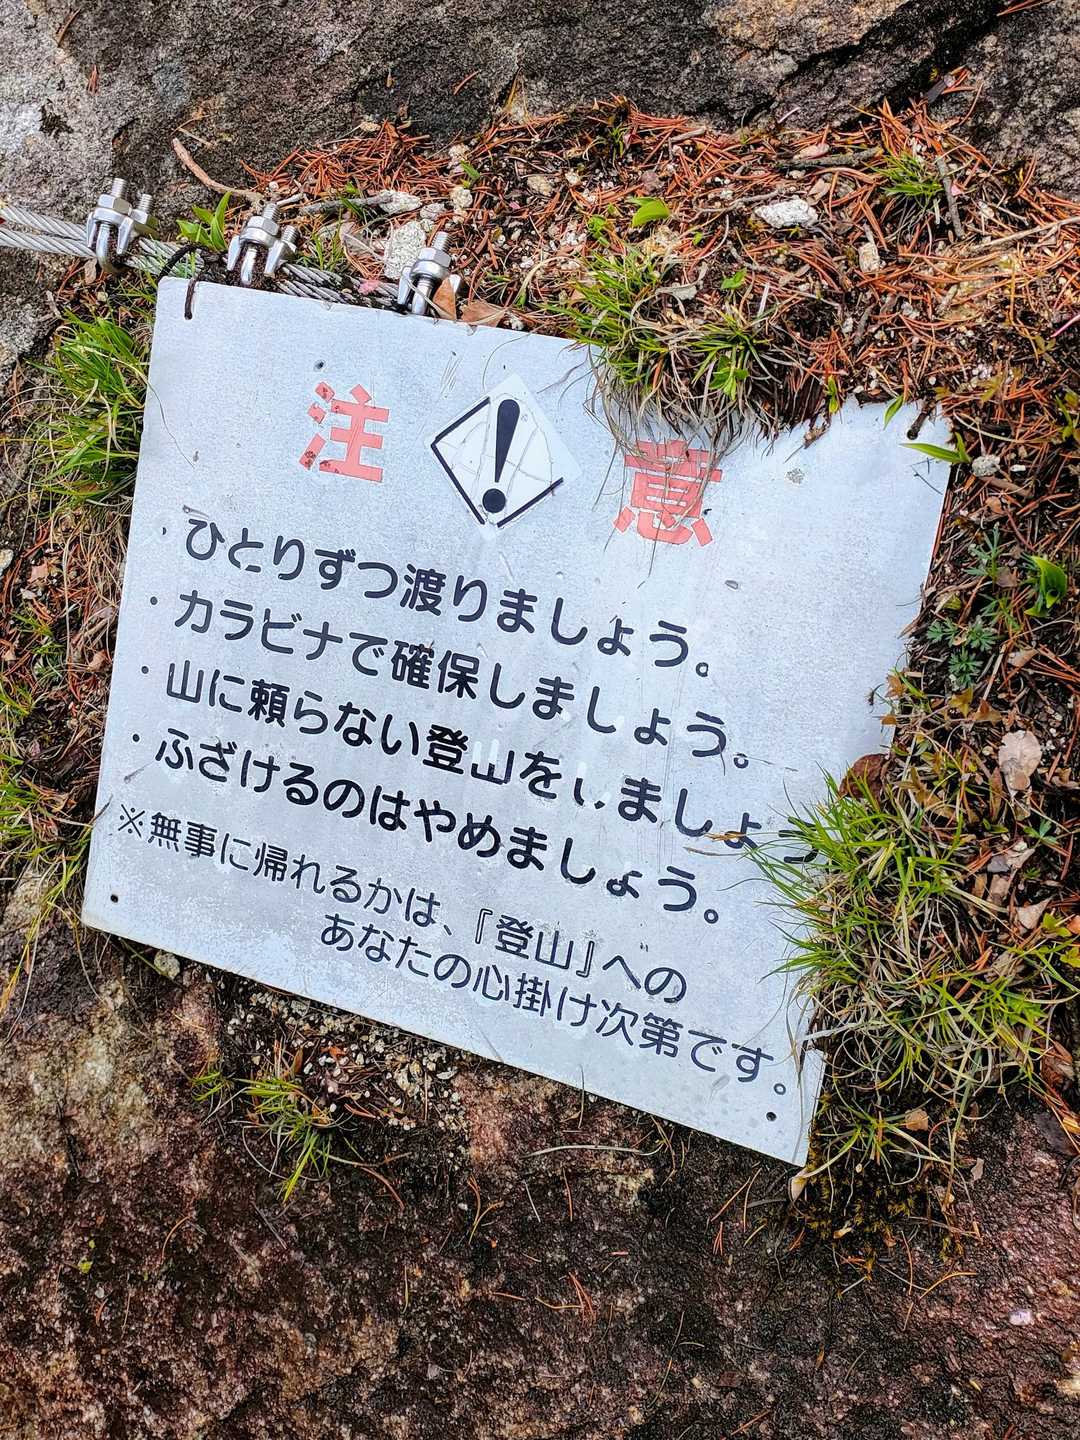 注 意
・ひとりずつ渡りましょう。
・カラビナで確保しましょう。
・山に頼らない登山をしましょう
・ふざけるのはやめましょう。
※無事に帰れるかは、『登山』への
あなたの心掛け次第です。